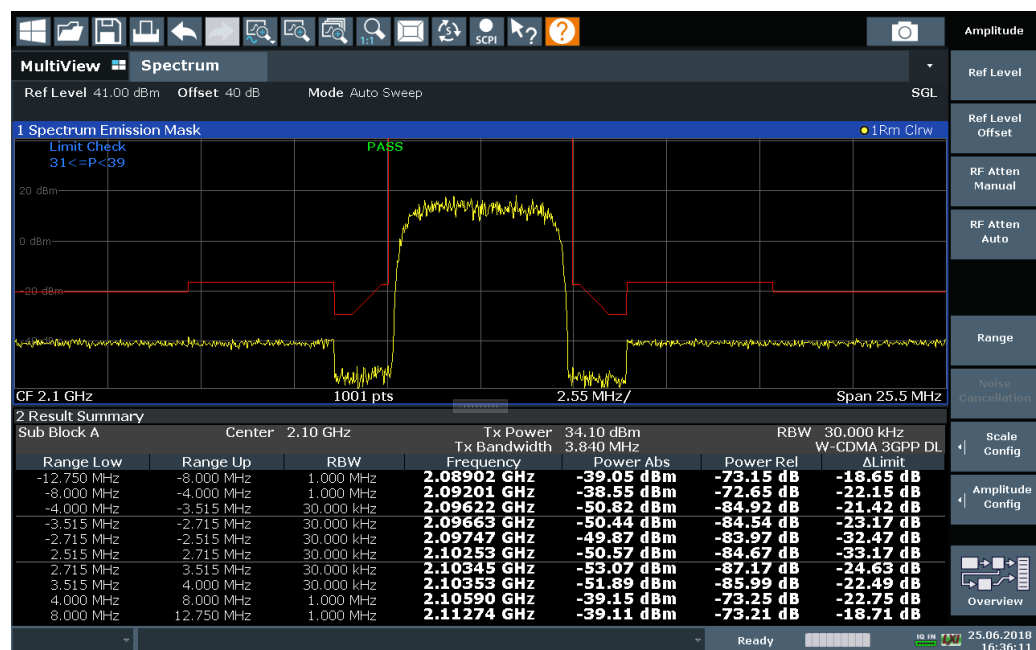 1:1
SCPI
Amplitude
MultiView Spectrum
Ref Level 41.00 dBm Offset 40 dB Mode Auto Sweep SGL
Ref Level
Ref Level Offset
RF Atten Manual
RF Atten Auto
Range
Noise Cancellation
Scale Config
Amplitude Config
Overview
1 Spectrum Emission Mask 1Rm Clrw
Limit Check PASS
31<=P<39
20 dBm
0 dBm
-20 dBm
CF 2.1 GHz 1001 pts 2.55 MHz/ Span 25.5 MHz
2 Result Summary
Sub Block A Center 2.10 GHz Tx Power 34.10 dBm RBW 30.000 kHz
Tx Bandwidth 3.840 MHz W-CDMA 3GPP DL
Range Low Range Up RBW Frequency Power Abs Power Rel ΔLimit
-12.750 MHz -8.000 MHz 1.000 MHz 2.08902 GHz -39.05 dBm -73.15 dB -18.65 dB
-8.000 MHz -4.000 MHz 1.000 MHz 2.09201 GHz -38.55 dBm -72.65 dB -22.15 dB
-4.000 MHz -3.515 MHz 30.000 kHz 2.09622 GHz -50.82 dBm -84.92 dB -21.42 dB
-3.515 MHz -2.715 MHz 30.000 kHz 2.09663 GHz -50.44 dBm -84.54 dB -23.17 dB
-2.715 MHz -2.515 MHz 30.000 kHz 2.09747 GHz -49.87 dBm -83.97 dB -32.47 dB
2.515 MHz 2.715 MHz 30.000 kHz 2.10253 GHz -50.57 dBm -84.67 dB -33.17 dB
2.715 MHz 3.515 MHz 30.000 kHz 2.10345 GHz -53.07 dBm -87.17 dB -24.63 dB
3.515 MHz 4.000 MHz 30.000 kHz 2.10353 GHz -51.89 dBm -85.99 dB -22.49 dB
4.000 MHz 8.000 MHz 1.000 MHz 2.10590 GHz -39.15 dBm -73.25 dB -22.75 dB
8.000 MHz 12.750 MHz 1.000 MHz 2.11274 GHz -39.11 dBm -73.21 dB -18.71 dB
Ready IQ IN LXI 25.06.2018
16:36:11